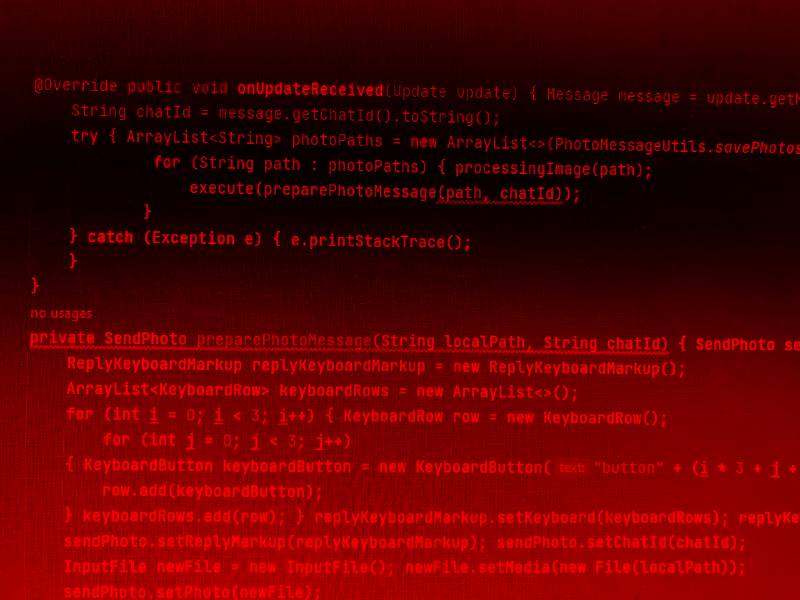 @Override public void onUpdateReceived(Update update) { Message message = update.getM
String chatId = message.getChatId().toString();
try { ArrayList<String> photoPaths = new ArrayList<>(PhotoMessageUtils.savePhotos
for (String path : photoPaths) { processingImage(path);
execute(preparePhotoMessage(path, chatId));
}
} catch (Exception e) { e.printStackTrace();
}
}
no usages
private SendPhoto preparePhotoMessage(String localPath, String chatId) { SendPhoto se
ReplyKeyboardMarkup replyKeyboardMarkup = new ReplyKeyboardMarkup();
ArrayList<KeyboardRow> keyboardRows = new ArrayList<>();
for (int i = 0; i < 3; i++) { KeyboardRow row = new KeyboardRow();
for (int j = 0; j < 3; j++)
{ KeyboardButton keyboardButton = new KeyboardButton( text: "button" + (i * 3 + j +
row.add(keyboardButton);
} keyboardRows.add(row); } replyKeyboardMarkup.setKeyboard(keyboardRows); replyKe
sendPhoto.setReplyMarkup(replyKeyboardMarkup); sendPhoto.setChatId(chatId);
InputFile newFile = new InputFile(); newFile.setMedia(new File(localPath));
sendPhoto.setPhoto(newFile);